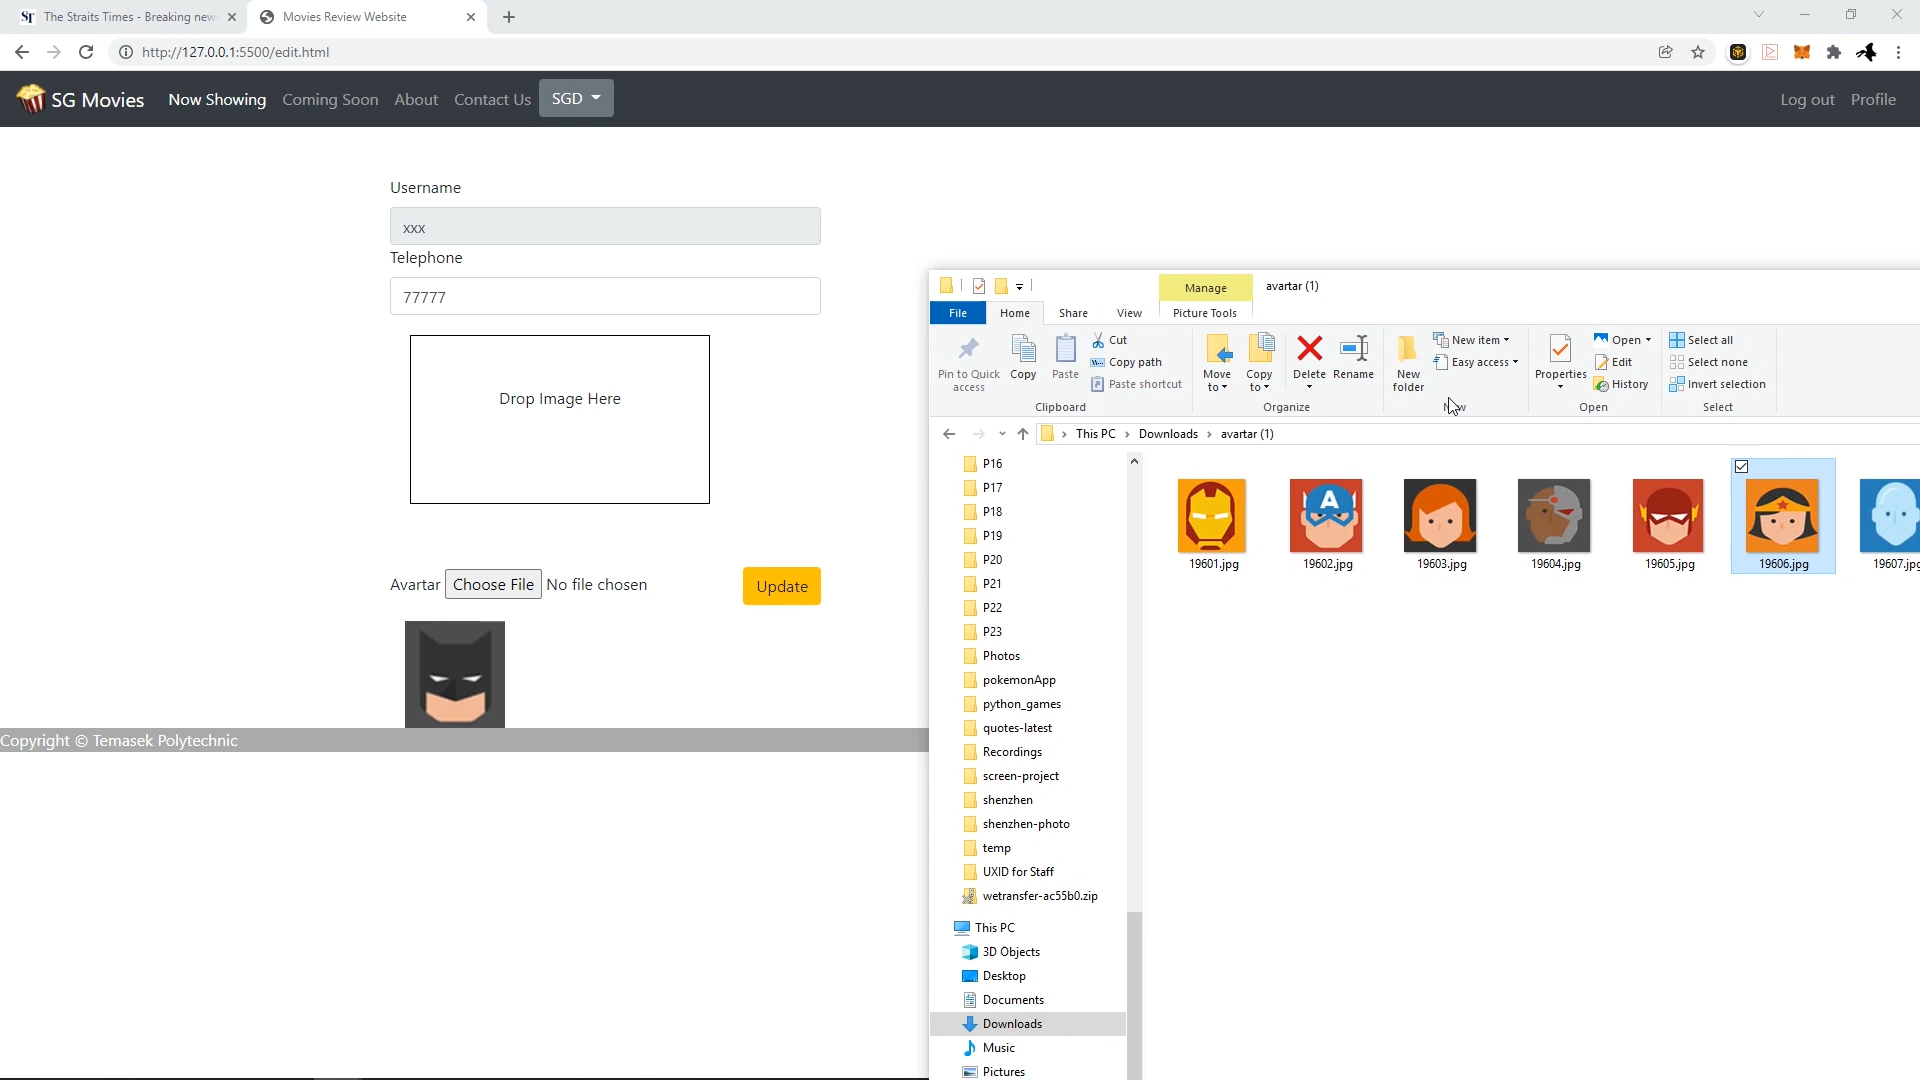 The Straits Times - Breaking new
Movies Review Website
http://127.0.0.1:5500/edit.html
SG Movies
Now Showing
Coming Soon
About
Contact Us
SGD
Log out
Profile
Username
xxx
Telephone
77777
Drop Image Here
Avartar
Choose File
No file chosen
Update
Copyright © Temasek Polytechnic
Manage
avartar (1)
File
Home
Share
View
Picture Tools
Pin to Quick access
Copy
Paste
Cut
Copy path
Paste shortcut
Clipboard
Move to
Copy to
Delete
Rename
Organize
New folder
New item
Easy access
Properties
Open
Edit
History
Open
Select all
Select none
Invert selection
Select
This PC
Downloads
avartar (1)
P16
P17
P18
P19
P20
P21
P22
P23
Photos
pokemonApp
python_games
quotes-latest
Recordings
screen-project
shenzhen
shenzhen-photo
temp
UXID for Staff
wetransfer-ac55b0.zip
This PC
3D Objects
Desktop
Documents
Downloads
Music
Pictures
19601.jpg
19602.jpg
19603.jpg
19604.jpg
19605.jpg
19606.jpg
19607.jpg